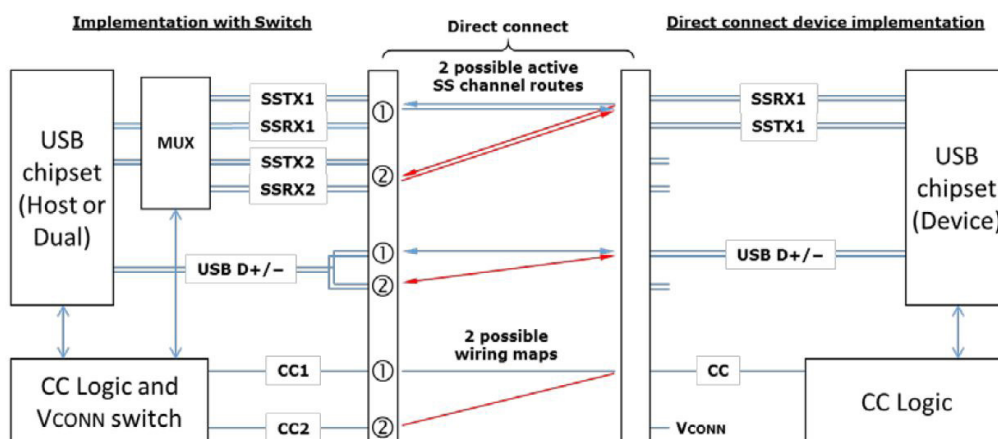 Implementation with Switch
Direct connect
Direct connect device implementation
2 possible active
SS channel routes
USB
chipset
(Host or
Dual)
MUX
SSTX1
SSRX1
SSTX2
SSRX2
①
②
SSRX1
SSTX1
USB
chipset
(Device)
USB D+/−
①
②
USB D+/−
2 possible
wiring maps
CC Logic and
VCONN switch
CC1
CC2
①
②
CC
VCONN
CC Logic